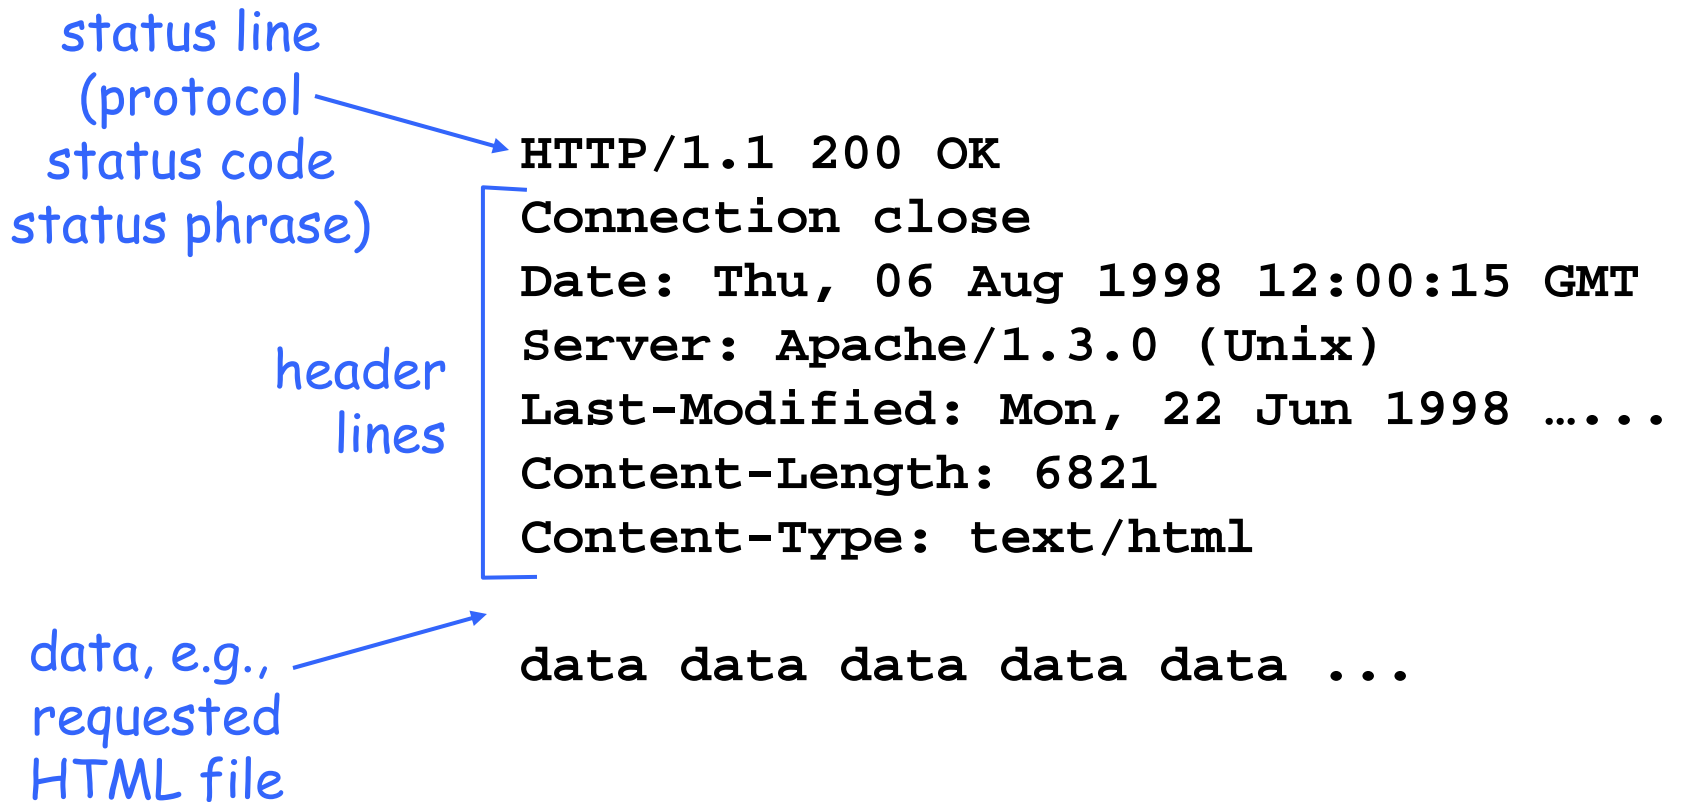 status line
(protocol
status code
status phrase)
HTTP/1.1 200 OK
Connection close
Date: Thu, 06 Aug 1998 12:00:15 GMT
Server: Apache/1.3.0 (Unix)
Last-Modified: Mon, 22 Jun 1998 …...
Content-Length: 6821
Content-Type: text/html
header
lines
data data data data data ...
data, e.g.,
requested
HTML file